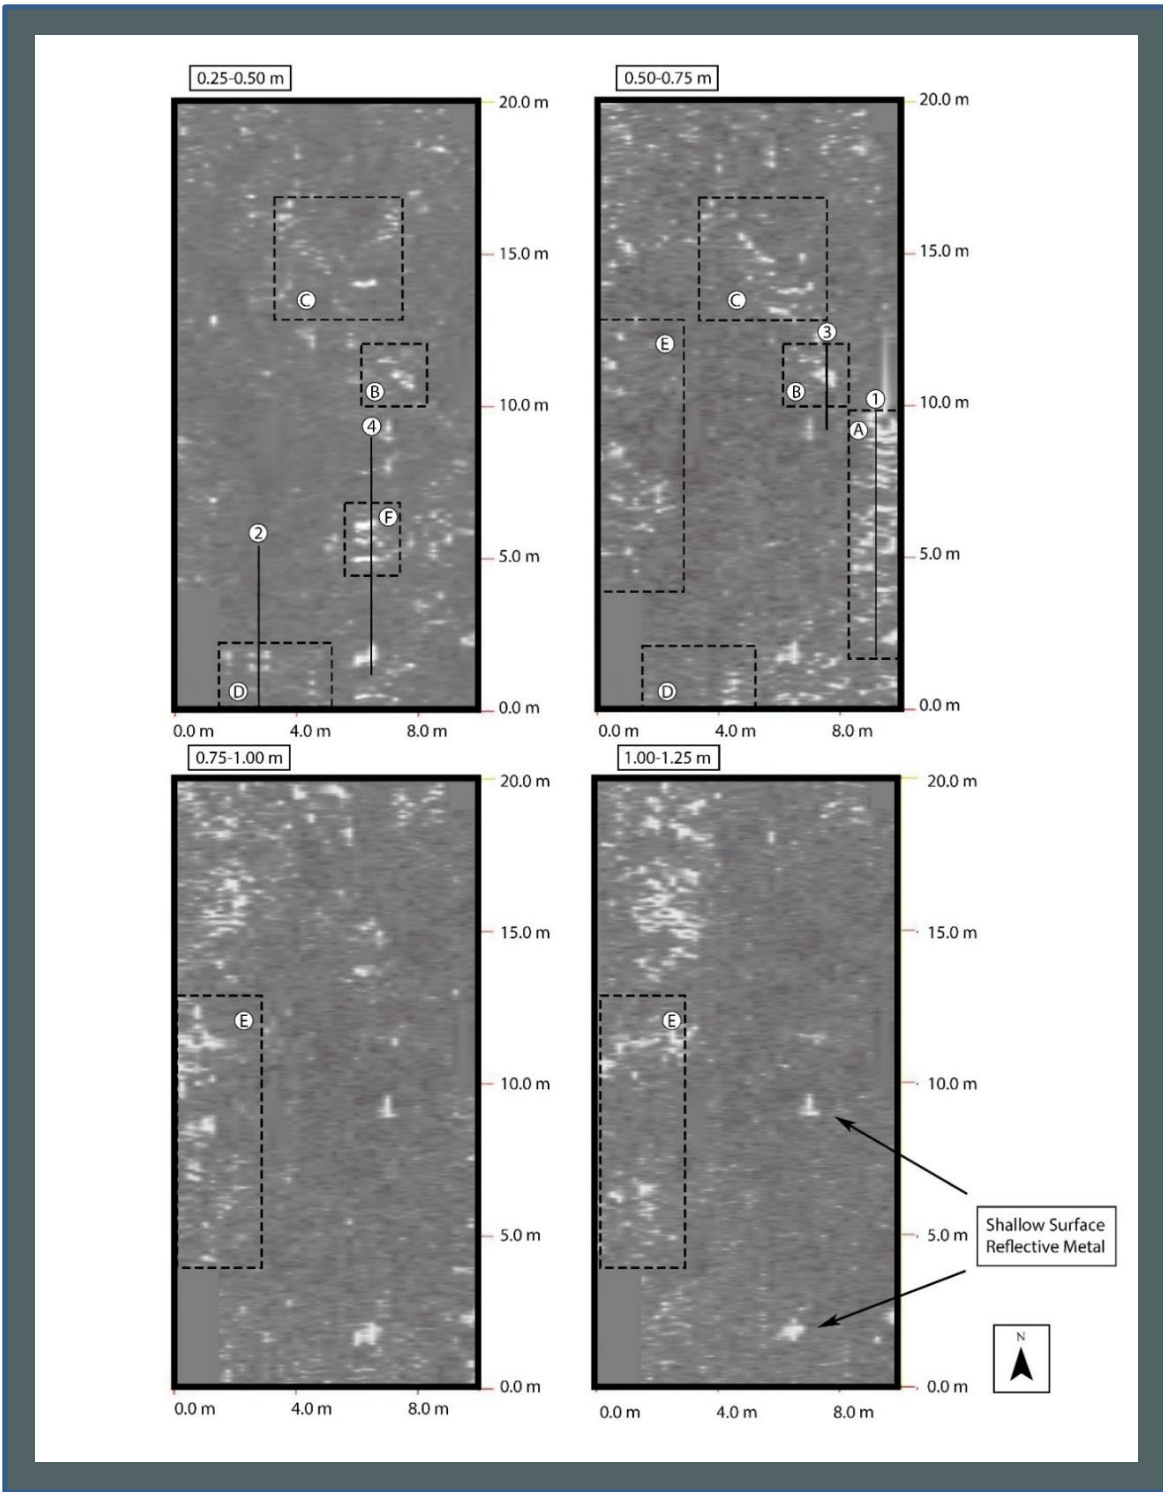 0.25-0.50 m
20.0 m
15.0 m
C
B
10.0 m
4
F
2
5.0 m
D
0.0 m
0.0 m 4.0 m 8.0 m
0.50-0.75 m
20.0 m
15.0 m
C
3
E
B
10.0 m
1
A
5.0 m
D
0.0 m
0.0 m 4.0 m 8.0 m
0.75-1.00 m
20.0 m
15.0 m
E
10.0 m
5.0 m
0.0 m
0.0 m 4.0 m 8.0 m
1.00-1.25 m
20.0 m
15.0 m
E
10.0 m
5.0 m
0.0 m
0.0 m 4.0 m 8.0 m
Shallow Surface
Reflective Metal
N